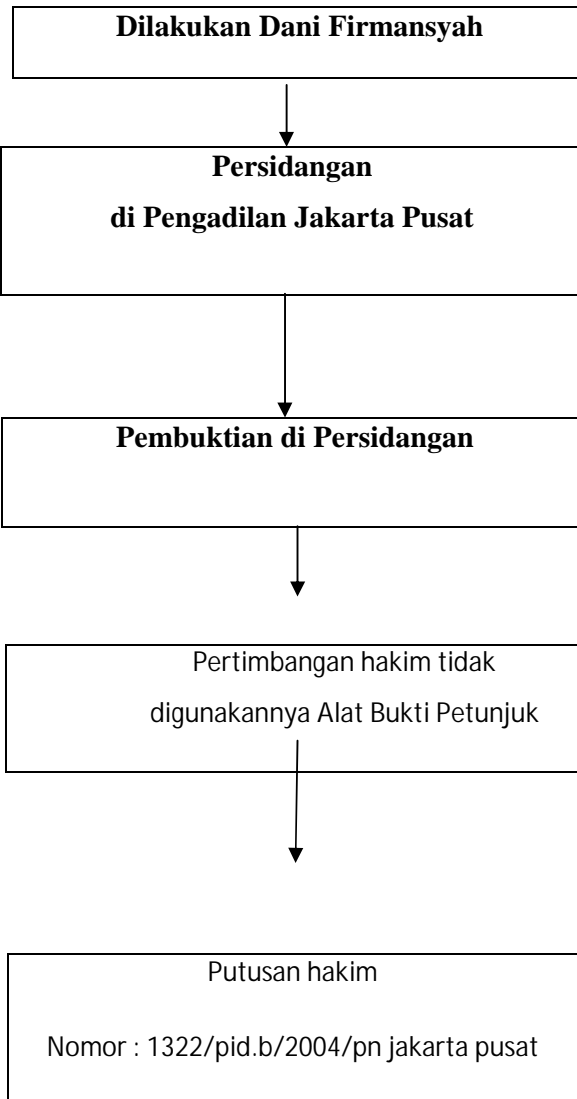 Dilakukan Dani Firmansyah
Persidangan
di Pengadilan Jakarta Pusat
Pembuktian di Persidangan
Pertimbangan hakim tidak
digunakannya Alat Bukti Petunjuk
Putusan hakim
Nomor : 1322/pid.b/2004/pn jakarta pusat